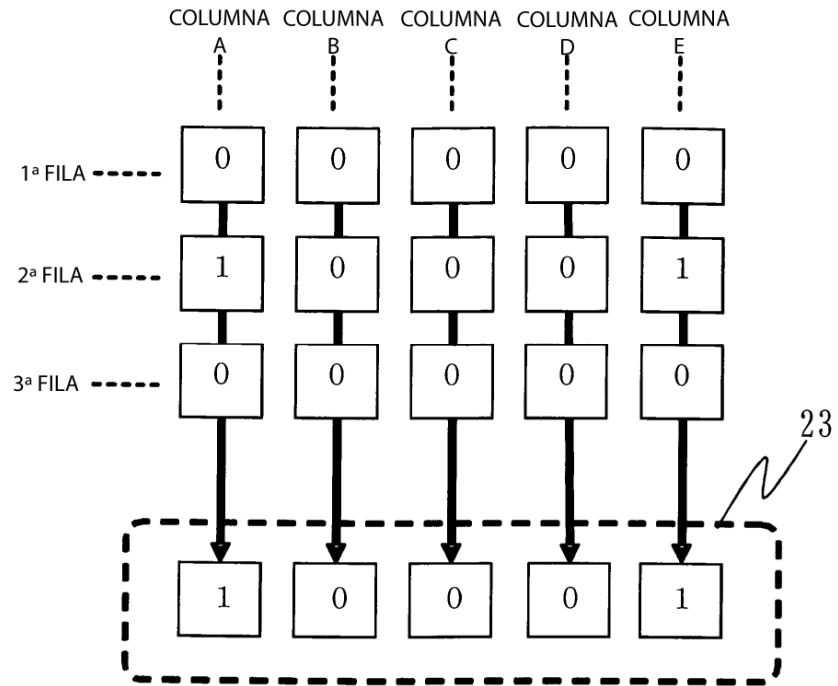 COLUMNA COLUMNA COLUMNA COLUMNA COLUMNA
A B C D E
1ª FILA 0 0 0 0 0
2ª FILA 1 0 0 0 1
3ª FILA 0 0 0 0 0
23
1 0 0 0 1